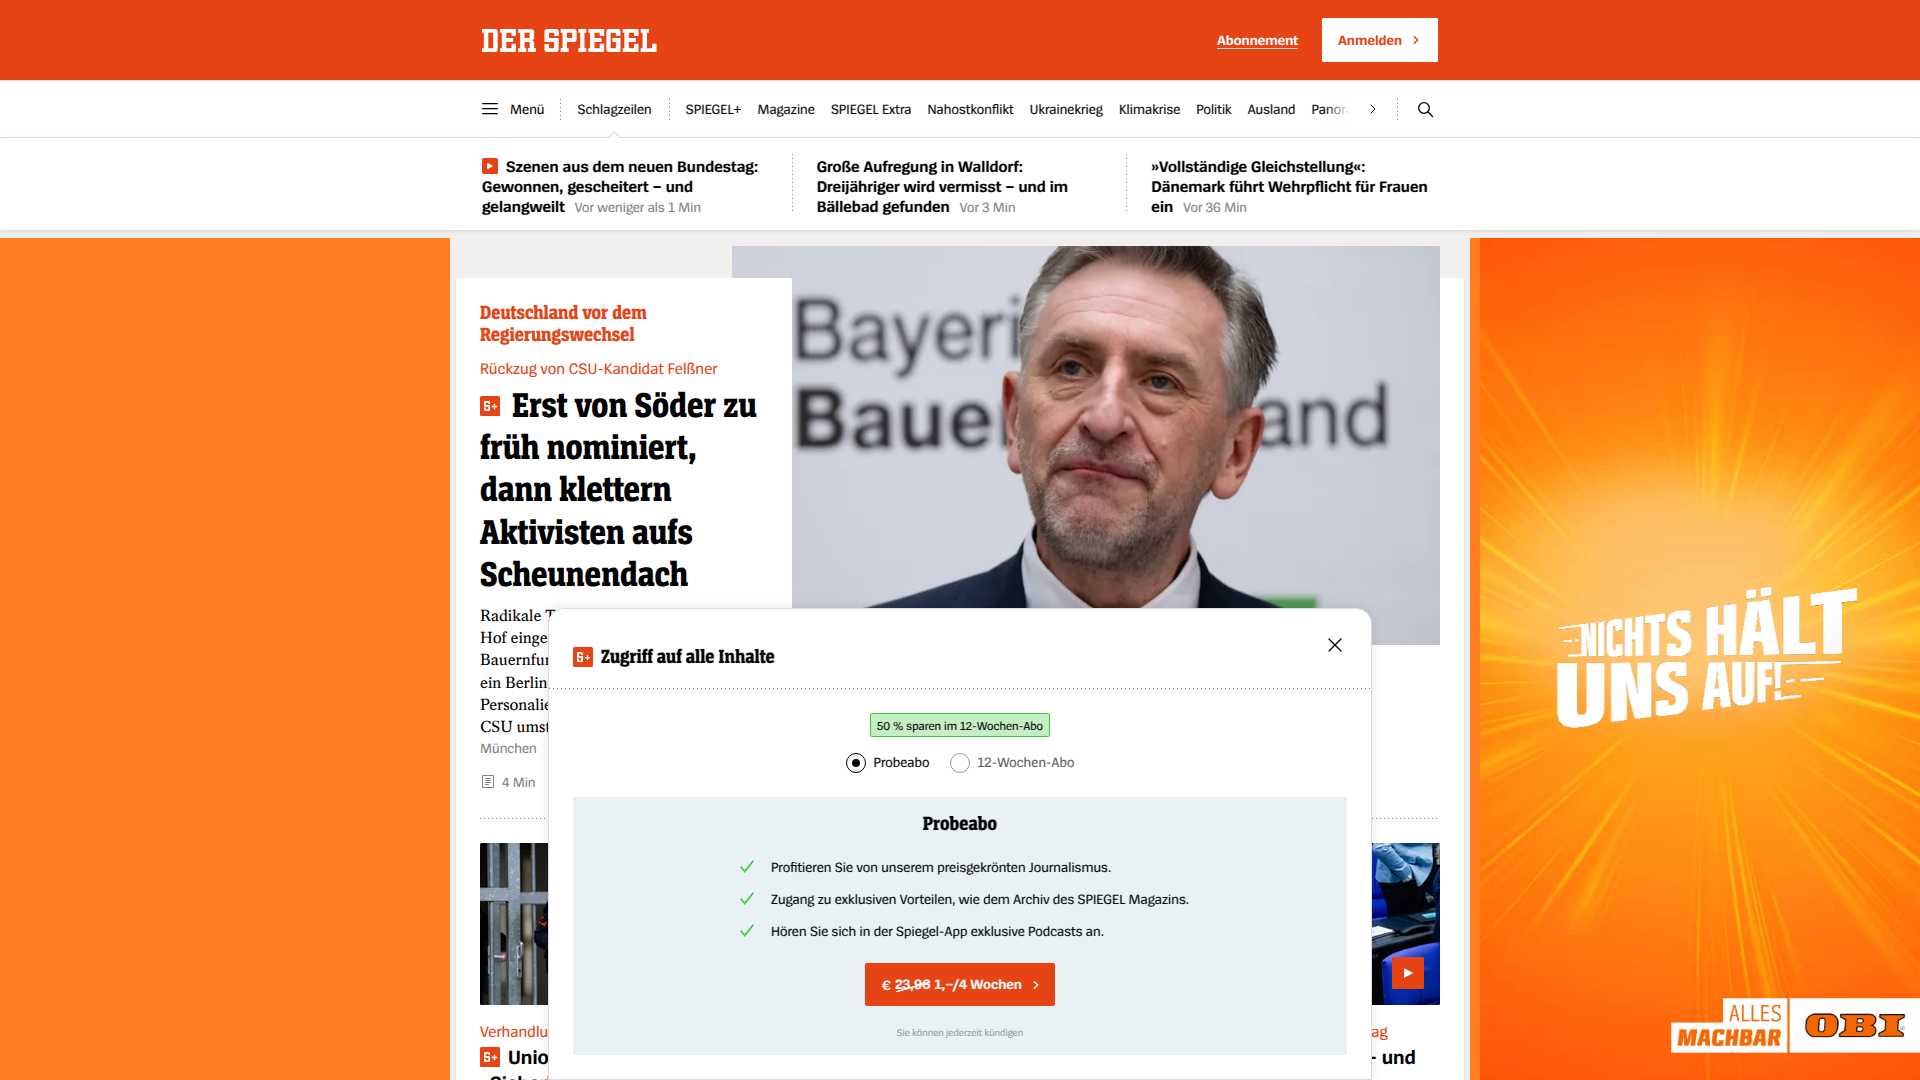 DER SPIEGEL
Abonnement
Anmelden
Menü
Schlagzeilen
SPIEGEL+
Magazine
SPIEGEL Extra
Nahostkonflikt
Ukrainekrieg
Klimakrise
Politik
Ausland
Panor
Szenen aus dem neuen Bundestag:
Gewonnen, gescheitert – und
gelangweilt Vor weniger als 1 Min
Große Aufregung in Walldorf:
Dreijähriger wird vermisst – und im
Bällebad gefunden Vor 3 Min
»Vollständige Gleichstellung«:
Dänemark führt Wehrpflicht für Frauen
ein Vor 36 Min
Deutschland vor dem
Regierungswechsel
Rückzug von CSU-Kandidat Felßner
Erst von Söder zu
früh nominiert,
dann klettern
Aktivisten aufs
Scheunendach
Radikale T
Hof einge
Bauernfun
ein Berlin
Personalie
CSU umst
München
4 Min
Bayeri
Bauer
and
Zugriff auf alle Inhalte
50 % sparen im 12-Wochen-Abo
Probeabo
12-Wochen-Abo
Probeabo
Profitieren Sie von unserem preisgekrönten Journalismus.
Zugang zu exklusiven Vorteilen, wie dem Archiv des SPIEGEL Magazins.
Hören Sie sich in der Spiegel-App exklusive Podcasts an.
€ 23,96 1,–/4 Wochen
Sie können jederzeit kündigen
Verhandlu
Unio
ag
- und
NICHTS HÄLT
UNS AUF!
ALLES
MACHBAR
OBI